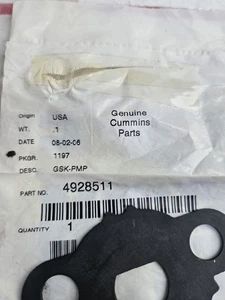 Origin USA
WT. .1
DATE 08-02-06
PKGR. 1197
DESC. GSK-PMP
Genuine
Cummins
Parts
PART NO. 4928511
QUANTITY 1